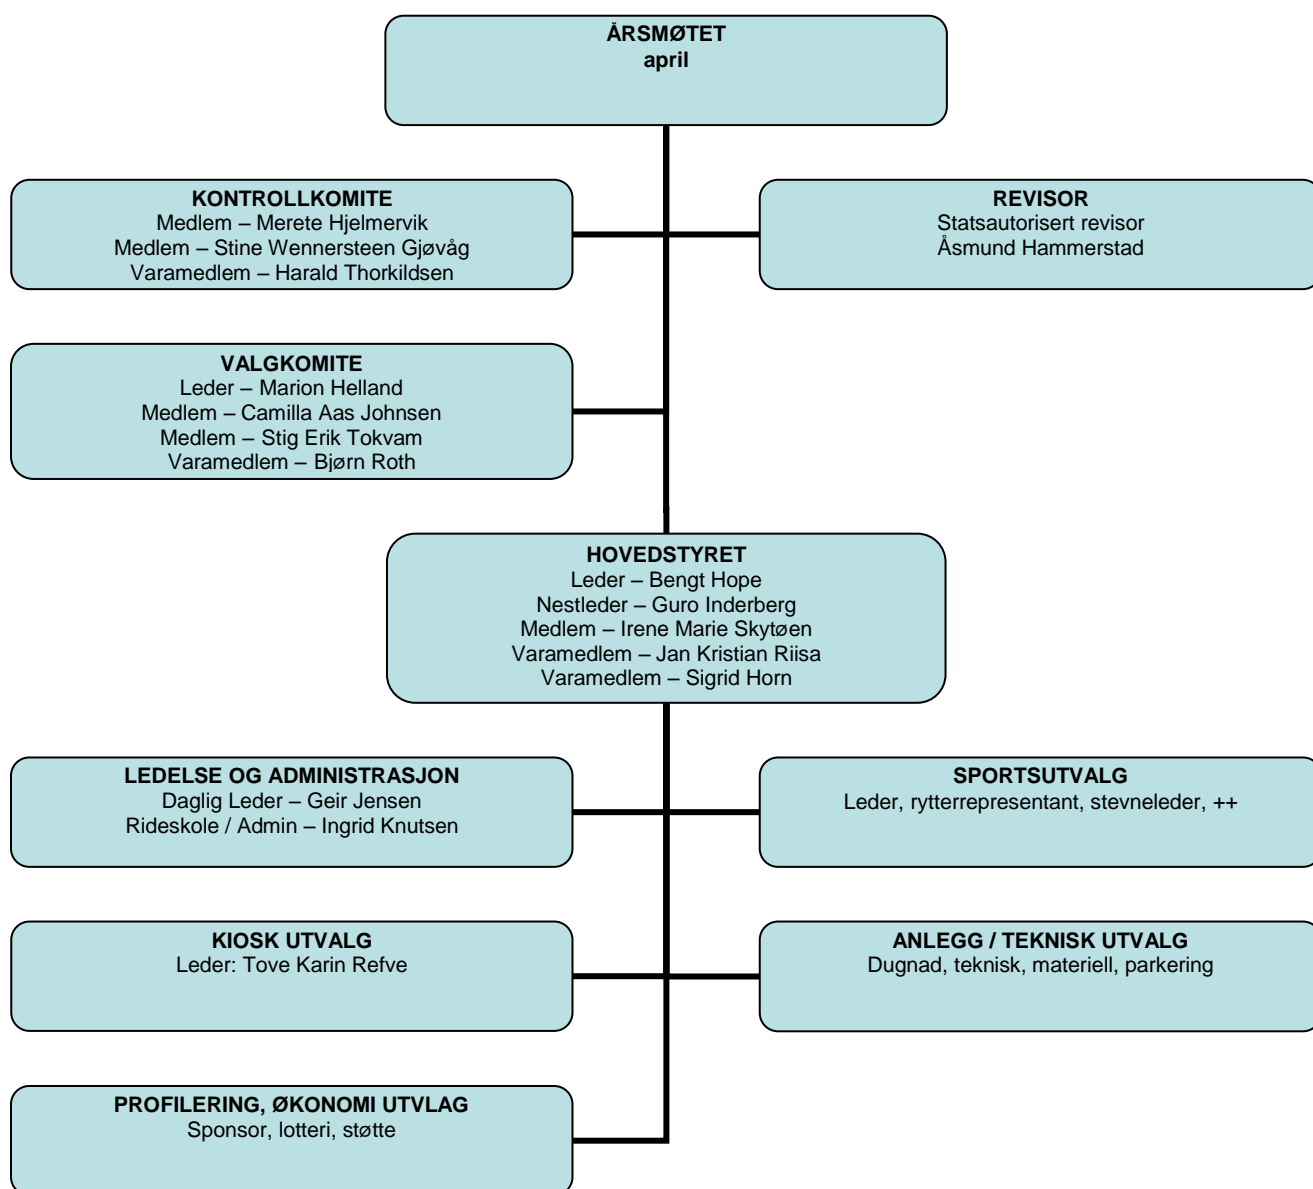 ÅRSMØTET
april
KONTROLLKOMITE
Medlem – Merete Hjelmervik
Medlem – Stine Wennersteen Gjøvåg
Varamedlem – Harald Thorkildsen
REVISOR
Statsautorisert revisor
Åsmund Hammerstad
VALGKOMITE
Leder – Marion Helland
Medlem – Camilla Aas Johnsen
Medlem – Stig Erik Tokvam
Varamedlem – Bjørn Roth
HOVEDSTYRET
Leder – Bengt Hope
Nestleder – Guro Inderberg
Medlem – Irene Marie Skytøen
Varamedlem – Jan Kristian Riisa
Varamedlem – Sigrid Horn
LEDELSE OG ADMINISTRASJON
Daglig Leder – Geir Jensen
Rideskole / Admin – Ingrid Knutsen
SPORTSUTVALG
Leder, rytterrepresentant, stevneleder, ++
KIOSK UTVALG
Leder: Tove Karin Refve
ANLEGG / TEKNISK UTVALG
Dugnad, teknisk, materiell, parkering
PROFILERING, ØKONOMI UTVLAG
Sponsor, lotteri, støtte